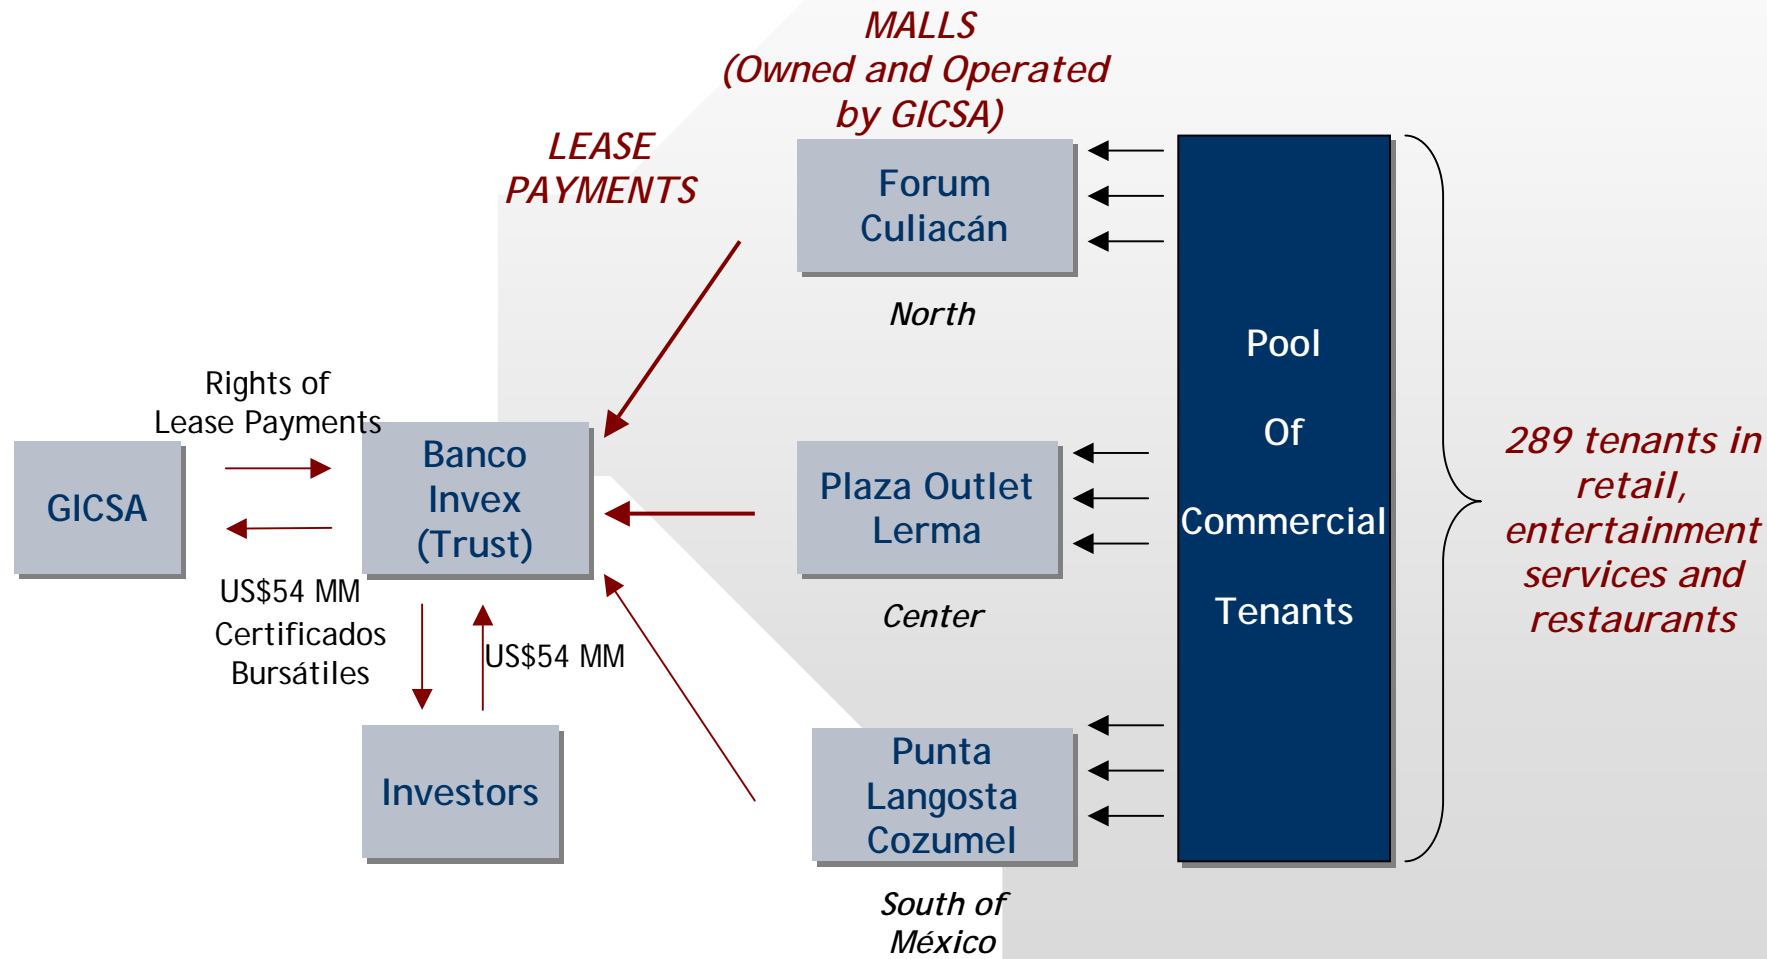 MALLS
(Owned and Operated
by GICSA)
LEASE
PAYMENTS
Forum
Culiacán
North
Rights of
Lease Payments
GICSA
Banco
Invex
(Trust)
US$54 MM
Certificados
Bursátiles
US$54 MM
Investors
Plaza Outlet
Lerma
Center
Punta
Langosta
Cozumel
South of
México
Pool
Of
Commercial
Tenants
289 tenants in
retail,
entertainment
services and
restaurants